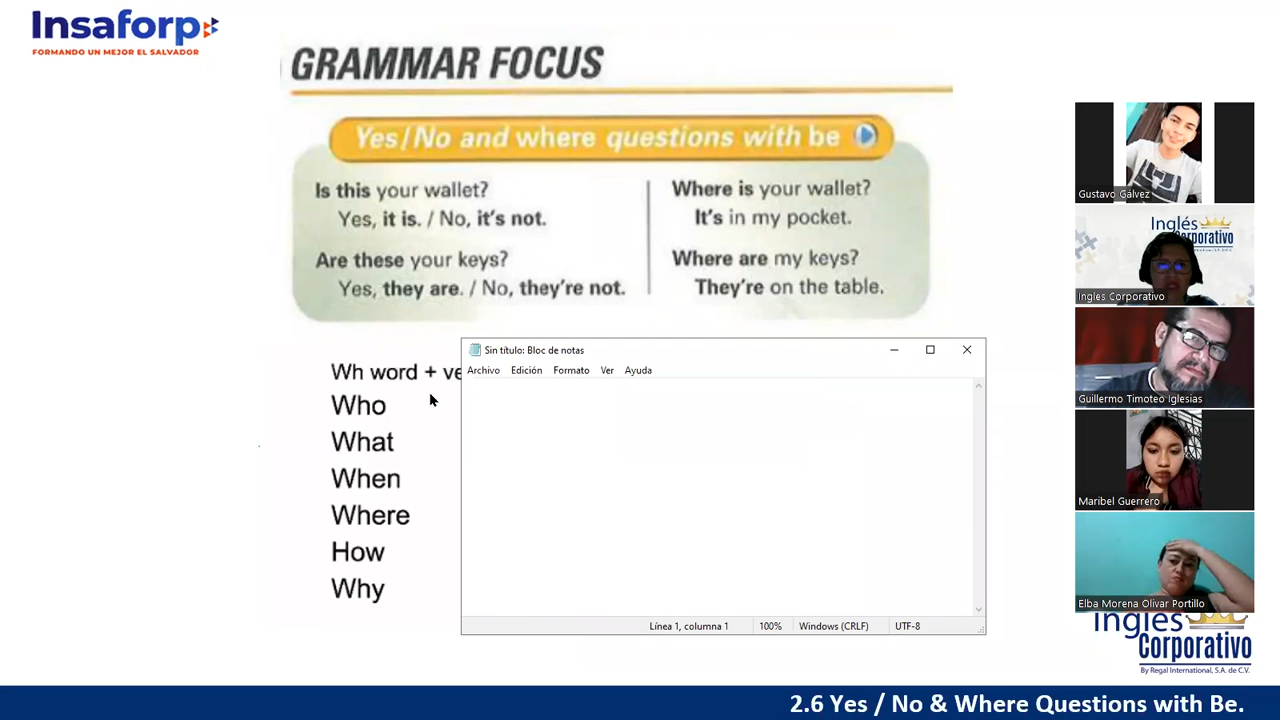 Insaforp
FORMANDO UN MEJOR EL SALVADOR
GRAMMAR FOCUS
Yes/No and where questions with be
Is this your wallet?
Yes, it is. / No, it's not.
Are these your keys?
Yes, they are. / No, they're not.
Where is your wallet?
It's in my pocket.
Where are my keys?
They're on the table.
Wh word + ve
Who
What
When
Where
How
Why
Sin título: Bloc de notas
Archivo Edición Formato Ver Ayuda
Línea 1, columna 1 100% Windows (CRLF) UTF-8
Gustavo Gálvez
Inglés
Corporativo
Ingles Corporativo
Guillermo Timoteo Iglesias
Maribel Guerrero
Elba Morena Olivar Portillo
Inglés
Corporativo
By Regal International, S.A. de C.V.
2.6 Yes / No & Where Questions with Be.